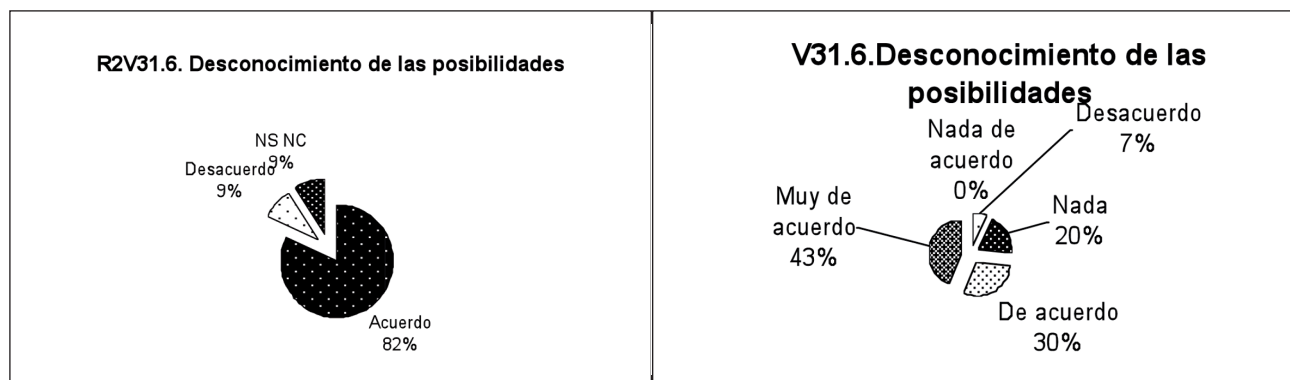 R2V31.6. Desconocimiento de las posibilidades
NS NC
9%
Desacuerdo
9%
Acuerdo
82%
V31.6.Desconocimiento de las
posibilidades
Desacuerdo
7%
Nada de
acuerdo
0%
Muy de
acuerdo
43%
Nada
20%
De acuerdo
30%